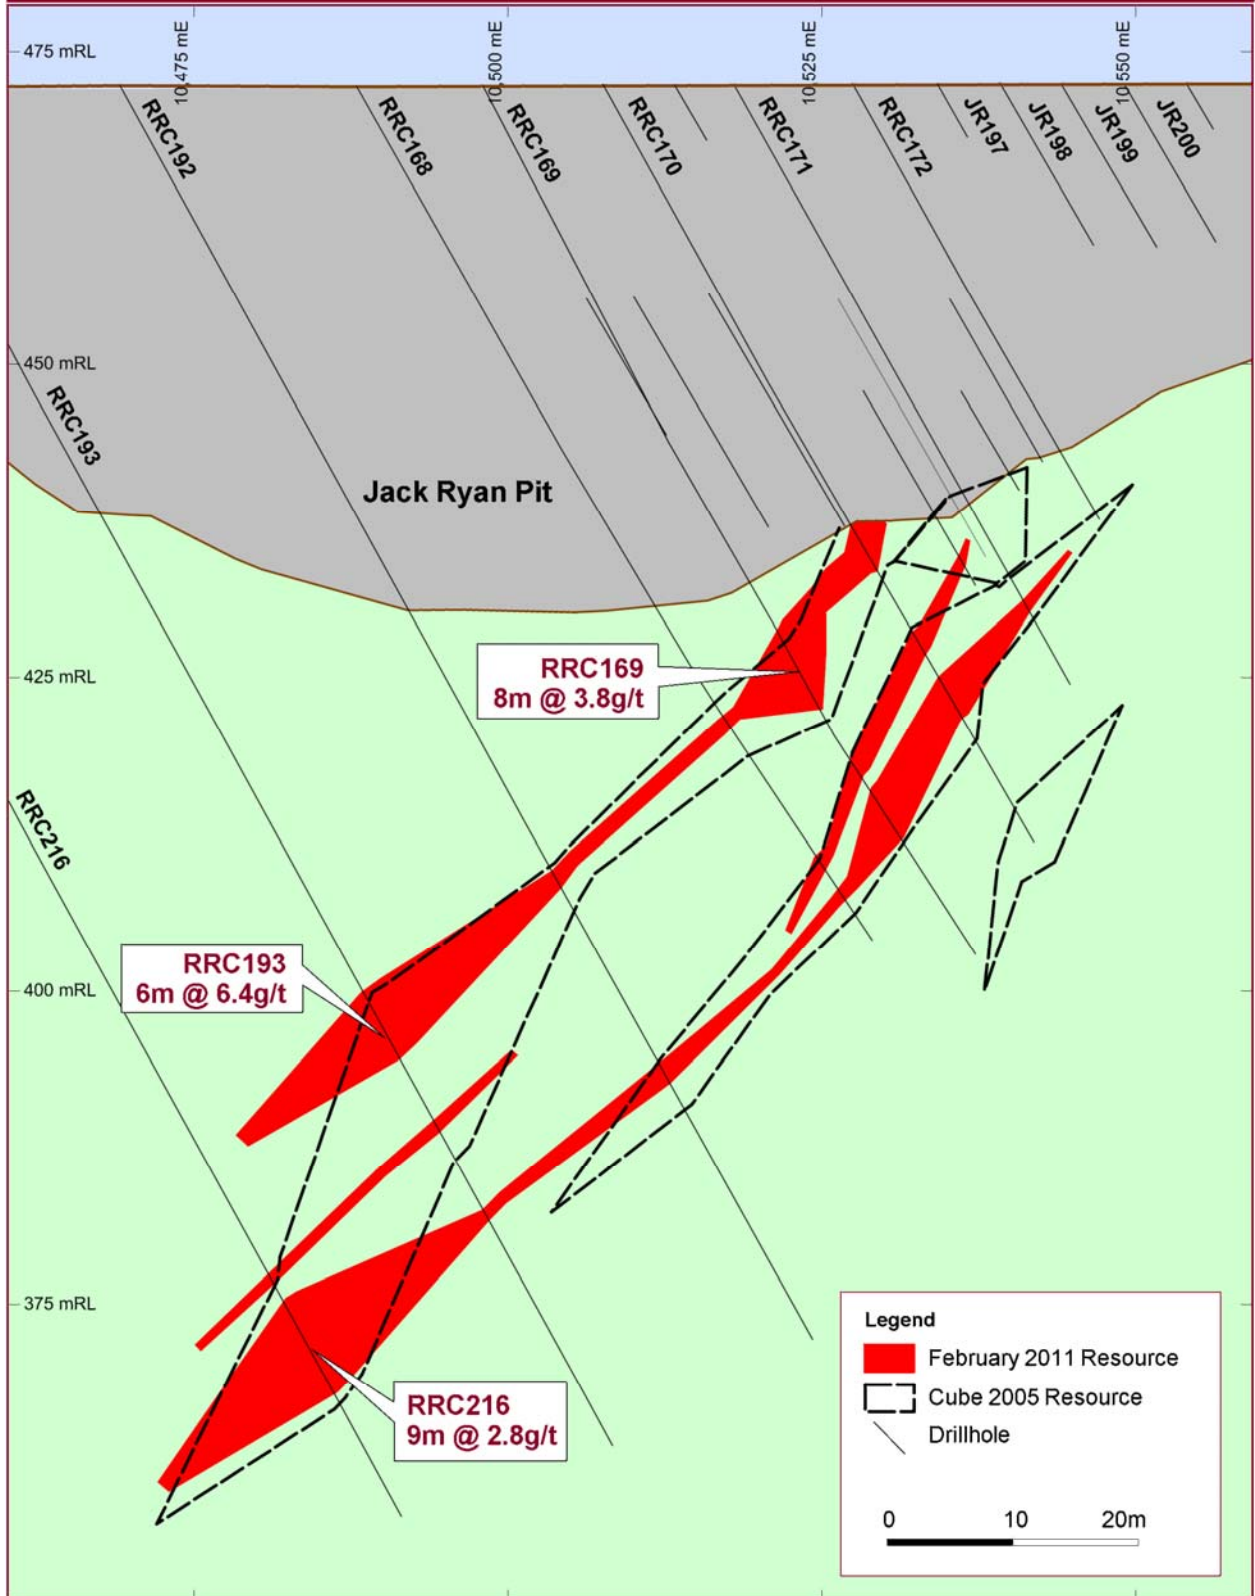 475 mRL
10,475 mE
10,500 mE
10,525 mE
10,550 mE
RRC192
RRC168
RRC169
RRC170
RRC171
RRC172
JR197
JR198
JR199
JR200
450 mRL
RRC193
Jack Ryan Pit
425 mRL
RRC169
8m @ 3.8g/t
RRC216
RRC193
6m @ 6.4g/t
400 mRL
375 mRL
RRC216
9m @ 2.8g/t
Legend
February 2011 Resource
Cube 2005 Resource
Drillhole
0 10 20m